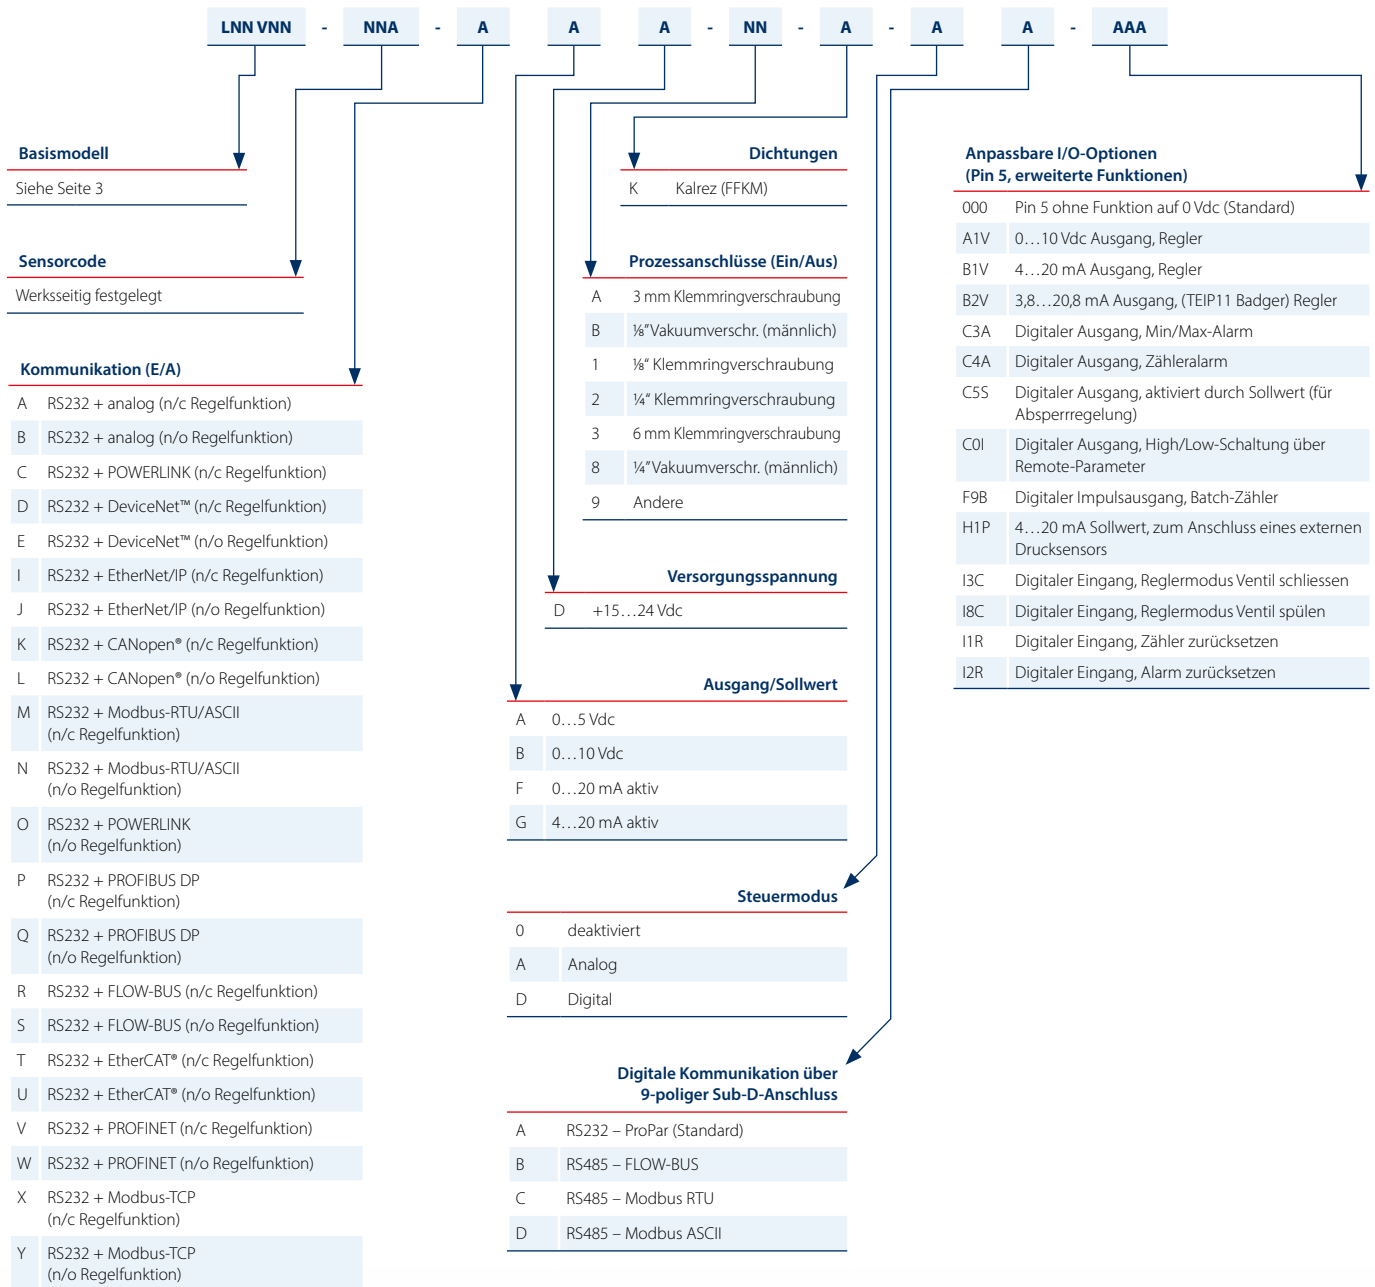 LNN VNN - NNA - A A A - NN - A - A A - AAA
Basismodell
Siehe Seite 3
Sensorcode
Werksseitig festgelegt
Kommunikation (E/A)
A RS232 + analog (n/c Regelfunktion)
B RS232 + analog (n/o Regelfunktion)
C RS232 + POWERLINK (n/c Regelfunktion)
D RS232 + DeviceNet™ (n/c Regelfunktion)
E RS232 + DeviceNet™ (n/o Regelfunktion)
I RS232 + EtherNet/IP (n/c Regelfunktion)
J RS232 + EtherNet/IP (n/o Regelfunktion)
K RS232 + CANopen® (n/c Regelfunktion)
L RS232 + CANopen® (n/o Regelfunktion)
M RS232 + Modbus-RTU/ASCII
(n/c Regelfunktion)
N RS232 + Modbus-RTU/ASCII
(n/o Regelfunktion)
O RS232 + POWERLINK
(n/o Regelfunktion)
P RS232 + PROFIBUS DP
(n/c Regelfunktion)
Q RS232 + PROFIBUS DP
(n/o Regelfunktion)
R RS232 + FLOW-BUS (n/c Regelfunktion)
S RS232 + FLOW-BUS (n/o Regelfunktion)
T RS232 + EtherCAT® (n/c Regelfunktion)
U RS232 + EtherCAT® (n/o Regelfunktion)
V RS232 + PROFINET (n/c Regelfunktion)
W RS232 + PROFINET (n/o Regelfunktion)
X RS232 + Modbus-TCP
(n/c Regelfunktion)
Y RS232 + Modbus-TCP
(n/o Regelfunktion)
Dichtungen
K Kalrez (FFKM)
Prozessanschlüsse (Ein/Aus)
A 3 mm Klemmringverschraubung
B ⅛” Vakuumverschr. (männlich)
1 ⅛“ Klemmringverschraubung
2 ¼“ Klemmringverschraubung
3 6 mm Klemmringverschraubung
8 ¼” Vakuumverschr. (männlich)
9 Andere
Versorgungsspannung
D +15…24 Vdc
Ausgang/Sollwert
A 0…5 Vdc
B 0…10 Vdc
F 0…20 mA aktiv
G 4…20 mA aktiv
Steuermodus
0 deaktiviert
A Analog
D Digital
Digitale Kommunikation über
9-poliger Sub-D-Anschluss
A RS232 – ProPar (Standard)
B RS485 – FLOW-BUS
C RS485 – Modbus RTU
D RS485 – Modbus ASCII
Anpassbare I/O-Optionen
(Pin 5, erweiterte Funktionen)
000 Pin 5 ohne Funktion auf 0 Vdc (Standard)
A1V 0…10 Vdc Ausgang, Regler
B1V 4…20 mA Ausgang, Regler
B2V 3,8…20,8 mA Ausgang, (TEIP11 Badger) Regler
C3A Digitaler Ausgang, Min/Max-Alarm
C4A Digitaler Ausgang, Zähleralarm
C5S Digitaler Ausgang, aktiviert durch Sollwert (für
Absperrregelung)
C0I Digitaler Ausgang, High/Low-Schaltung über
Remote-Parameter
F9B Digitaler Impulsausgang, Batch-Zähler
H1P 4…20 mA Sollwert, zum Anschluss eines externen
Drucksensors
I3C Digitaler Eingang, Reglermodus Ventil schliessen
I8C Digitaler Eingang, Reglermodus Ventil spülen
I1R Digitaler Eingang, Zähler zurücksetzen
I2R Digitaler Eingang, Alarm zurücksetzen